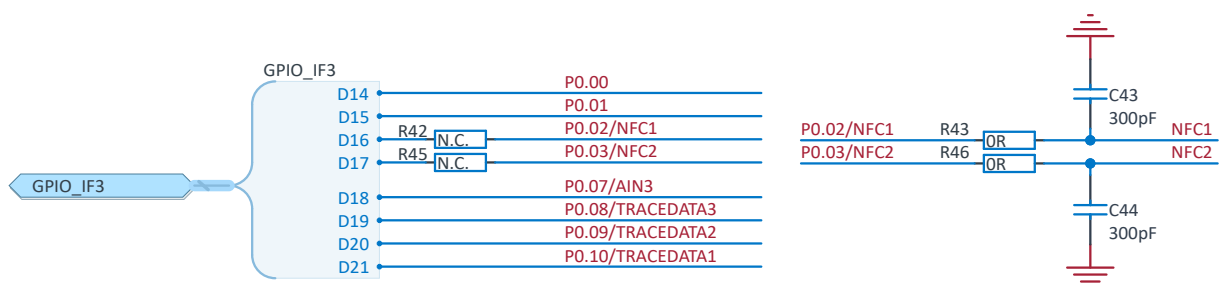 GPIO_IF3
GPIO_IF3
D14 P0.00
D15 P0.01
D16 R42 N.C. P0.02/NFC1
D17 R45 N.C. P0.03/NFC2
D18 P0.07/AIN3
D19 P0.08/TRACEDATA3
D20 P0.09/TRACEDATA2
D21 P0.10/TRACEDATA1
C43
300pF
P0.02/NFC1 R43 0R NFC1
P0.03/NFC2 R46 0R NFC2
C44
300pF